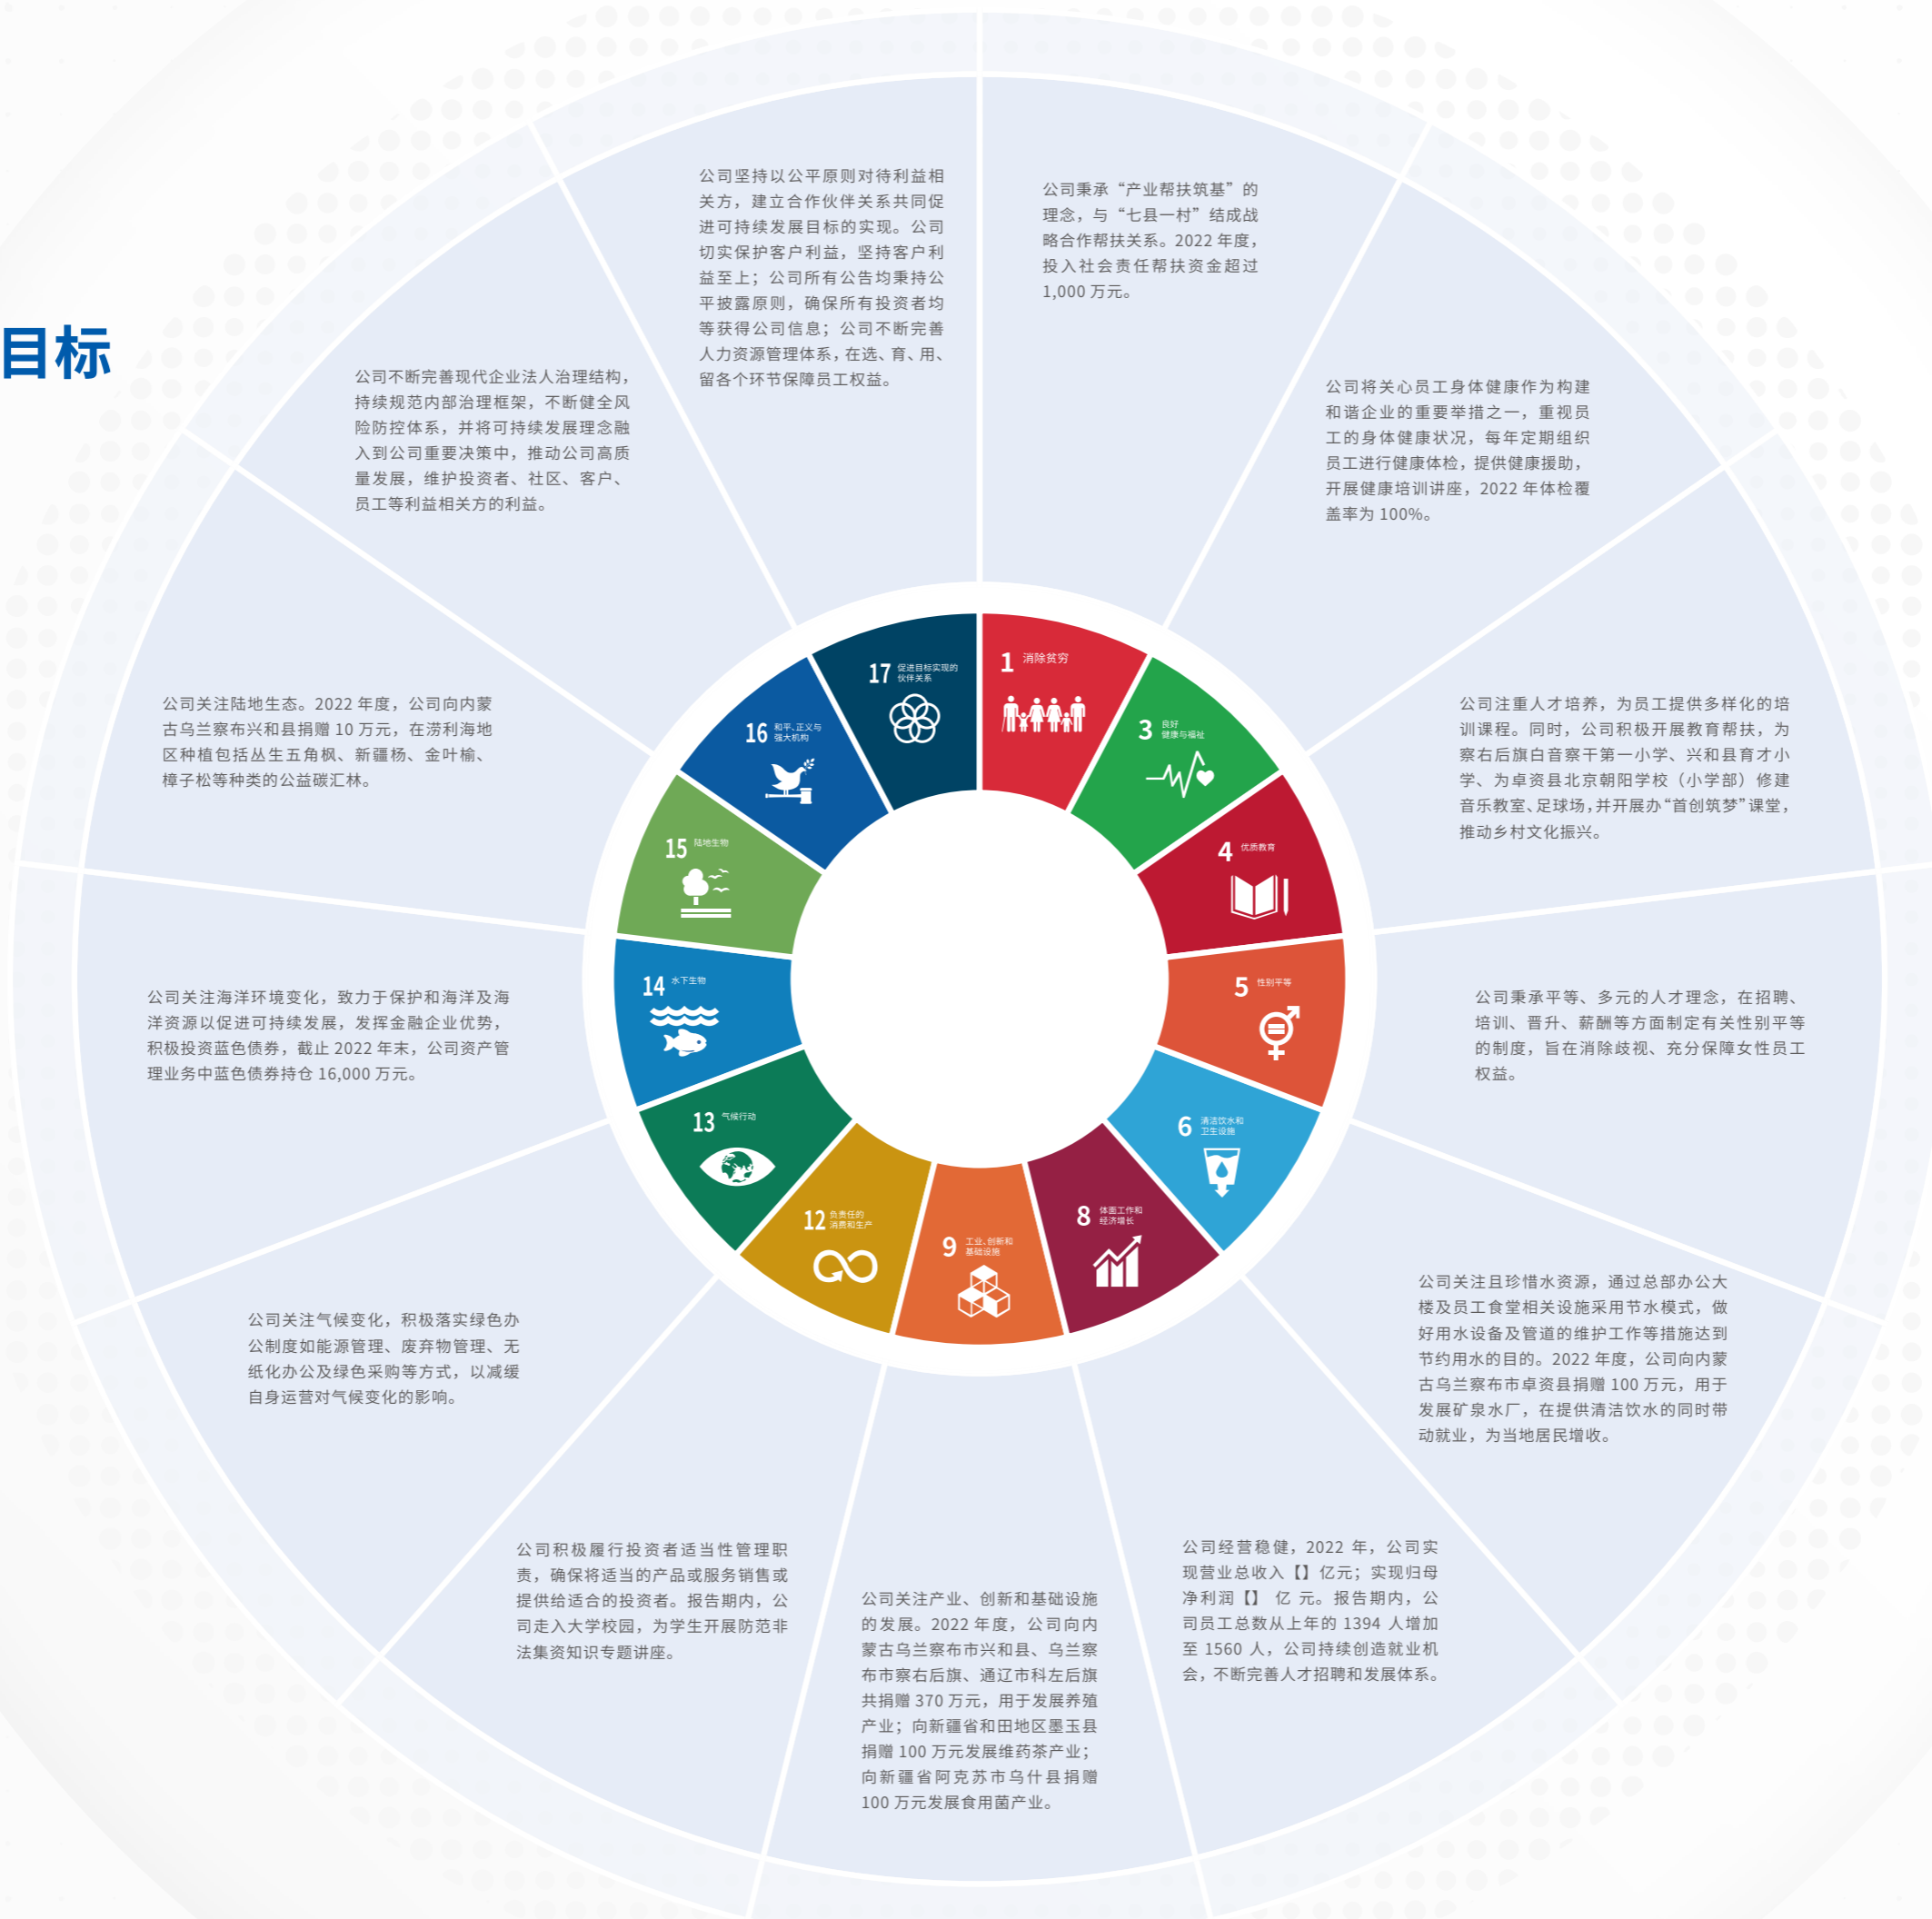 目标
公司坚持以公平原则对待利益相
关方，建立合作伙伴关系共同促
进可持续发展目标的实现。公司
切实保护客户利益，坚持客户利
益至上；公司所有公告均秉持公
平披露原则，确保所有投资者均
等获得公司信息；公司不断完善
人力资源管理体系，在选、育、用、
留各个环节保障员工权益。
公司秉承“产业帮扶筑基”的
理念，与“七县一村”结成战
略合作帮扶关系。2022 年度，
投入社会责任帮扶资金超过
1,000 万元。
公司不断完善现代企业法人治理结构，
持续规范内部治理框架，不断健全风
险防控体系，并将可持续发展理念融
入到公司重要决策中，推动公司高质
量发展，维护投资者、社区、客户、
员工等利益相关方的利益。
公司将关心员工身体健康作为构建
和谐企业的重要举措之一，重视员
工的身体健康状况，每年定期组织
员工进行健康体检，提供健康援助，
开展健康培训讲座，2022 年体检覆
盖率为 100%。
公司关注陆地生态。2022 年度，公司向内蒙
古乌兰察布兴和县捐赠 10 万元，在涝利海地
区种植包括丛生五角枫、新疆杨、金叶榆、
樟子松等种类的公益碳汇林。
公司注重人才培养，为员工提供多样化的培
训课程。同时，公司积极开展教育帮扶，为
察右后旗白音察干第一小学、兴和县育才小
学、为卓资县北京朝阳学校（小学部）修建
音乐教室、足球场，并开展办“首创筑梦”课堂，
推动乡村文化振兴。
17 促进目标实现的
伙伴关系
1 消除贫穷
16 和平、正义与
强大机构
3 良好
健康与福祉
15 陆地生物
4 优质教育
14 水下生物
5 性别平等
13 气候行动
6 清洁饮水和
卫生设施
12 负责任的
消费和生产
8 体面工作和
经济增长
9 工业、创新和
基础设施
公司关注海洋环境变化，致力于保护和海洋及海
洋资源以促进可持续发展，发挥金融企业优势，
积极投资蓝色债券，截止 2022 年末，公司资产管
理业务中蓝色债券持仓 16,000 万元。
公司秉承平等、多元的人才理念，在招聘、
培训、晋升、薪酬等方面制定有关性别平等
的制度，旨在消除歧视、充分保障女性员工
权益。
公司关注气候变化，积极落实绿色办
公制度如能源管理、废弃物管理、无
纸化办公及绿色采购等方式，以减缓
自身运营对气候变化的影响。
公司关注且珍惜水资源，通过总部办公大
楼及员工食堂相关设施采用节水模式，做
好用水设备及管道的维护工作等措施达到
节约用水的目的。2022 年度，公司向内蒙
古乌兰察布市卓资县捐赠 100 万元，用于
发展矿泉水厂，在提供清洁饮水的同时带
动就业，为当地居民增收。
公司积极履行投资者适当性管理职
责，确保将适当的产品或服务销售或
提供给适合的投资者。报告期内，公
司走入大学校园，为学生开展防范非
法集资知识专题讲座。
公司关注产业、创新和基础设施
的发展。2022 年度，公司向内
蒙古乌兰察布市兴和县、乌兰察
布市察右后旗、通辽市科左后旗
共捐赠 370 万元，用于发展养殖
产业；向新疆省和田地区墨玉县
捐赠 100 万元发展维药茶产业；
向新疆省阿克苏市乌什县捐赠
100 万元发展食用菌产业。
公司经营稳健，2022 年，公司实
现营业总收入【】亿元；实现归母
净利润【】 亿 元。报告期内，公
司员工总数从上年的 1394 人增加
至 1560 人，公司持续创造就业机
会，不断完善人才招聘和发展体系。